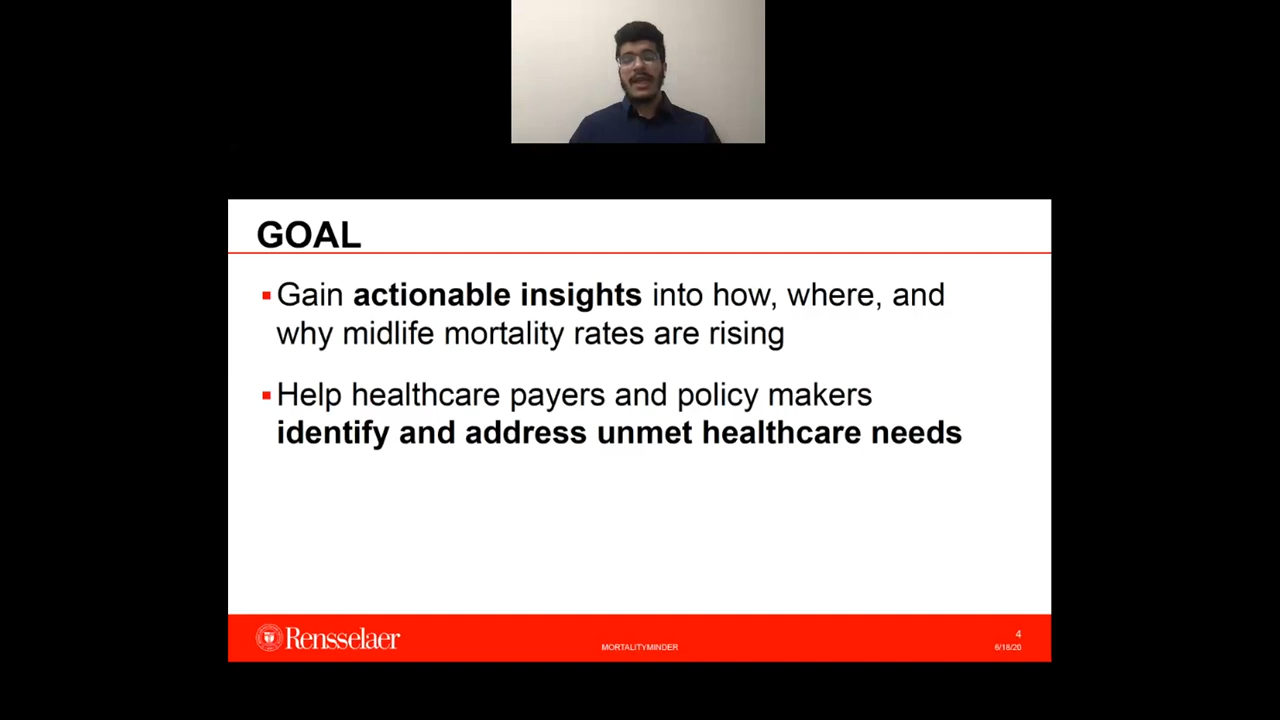 GOAL
▪Gain actionable insights into how, where, and
why midlife mortality rates are rising
▪Help healthcare payers and policy makers
identify and address unmet healthcare needs
Rensselaer
MORTALITYMINDER
4
6/18/20